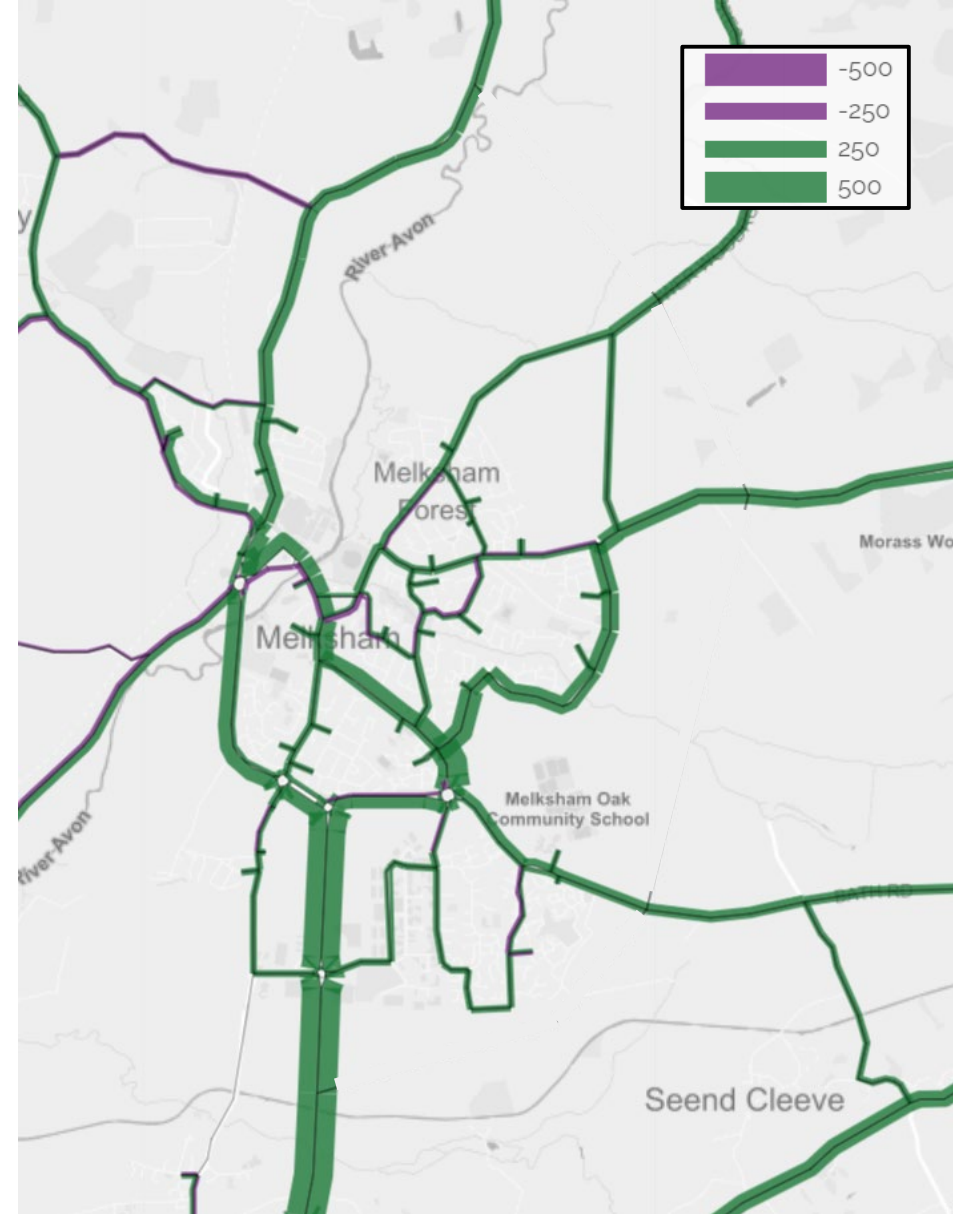 -500
-250
250
500
y
River Avon
Melksham
Forest
Morass Wo
Melksham
Melksham Oak
Community School
River Avon
BATH RD
Seend Cleeve